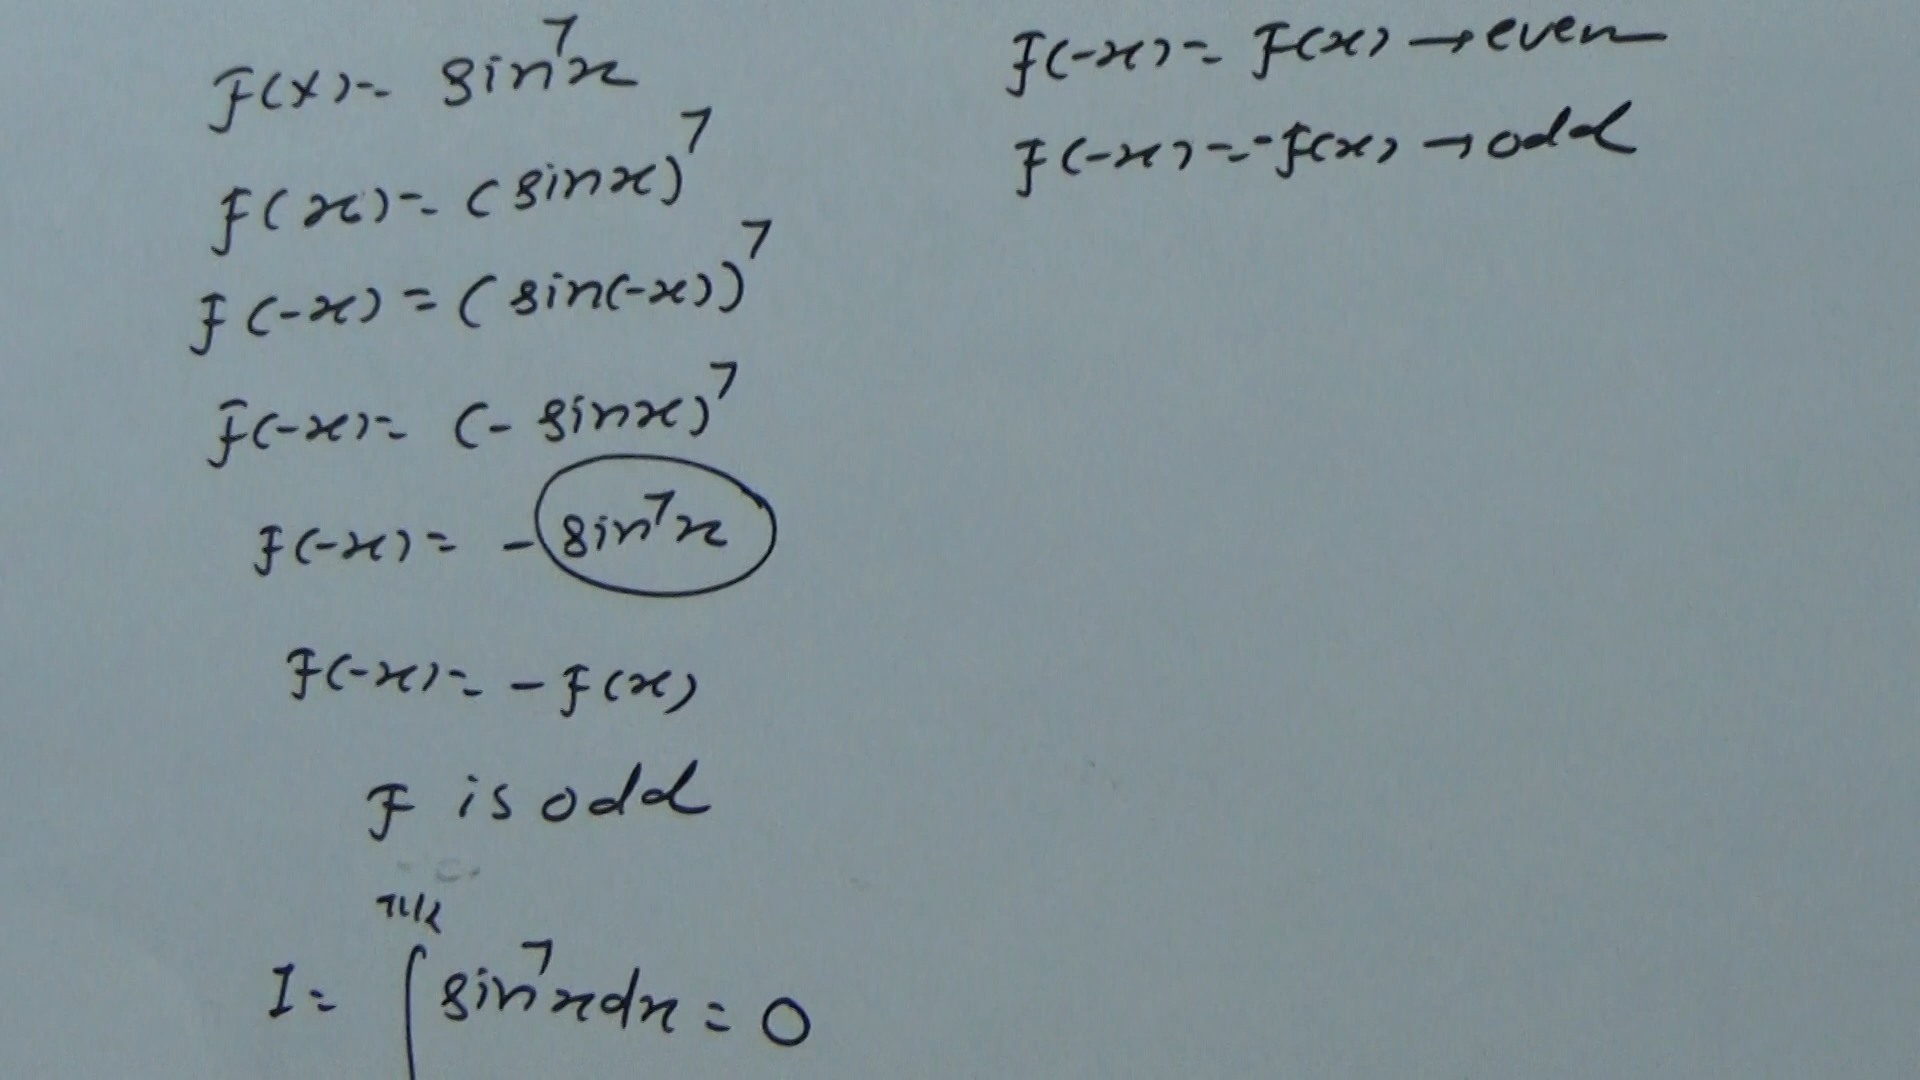 f(x) = sin⁷x
f(x) = (sinx)⁷
f(-x) = (sin(-x))⁷
f(-x) = (- sinx)⁷
f(-x) = - sin⁷x
f(-x) = - f(x)
f is odd
π/2
I = ∫ sin⁷x dx = 0
f(-x) = f(x) → even
f(-x) = -f(x) → odd